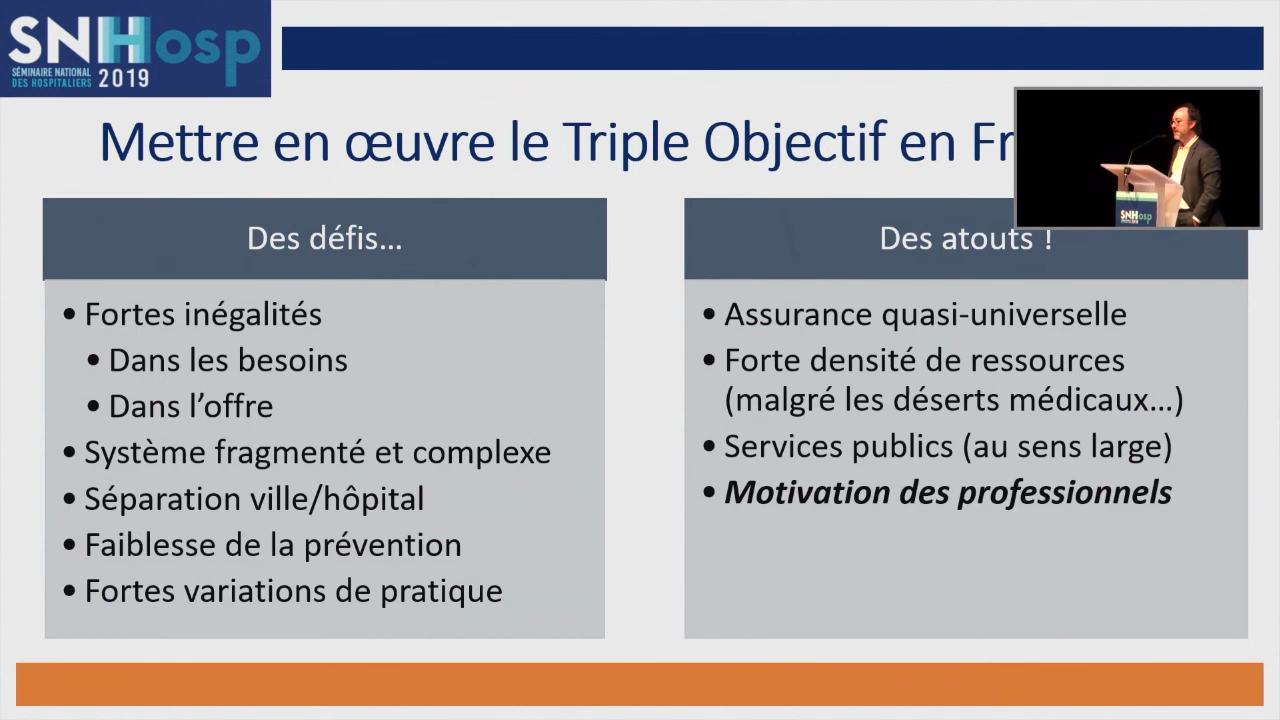 SNHosp
SÉMINAIRE NATIONAL
DES HOSPITALIERS 2019
Mettre en œuvre le Triple Objectif en Fr
Des défis...
• Fortes inégalités
• Dans les besoins
• Dans l'offre
• Système fragmenté et complexe
• Séparation ville/hôpital
• Faiblesse de la prévention
• Fortes variations de pratique
Des atouts !
• Assurance quasi-universelle
• Forte densité de ressources
(malgré les déserts médicaux...)
• Services publics (au sens large)
• Motivation des professionnels
SNHosp